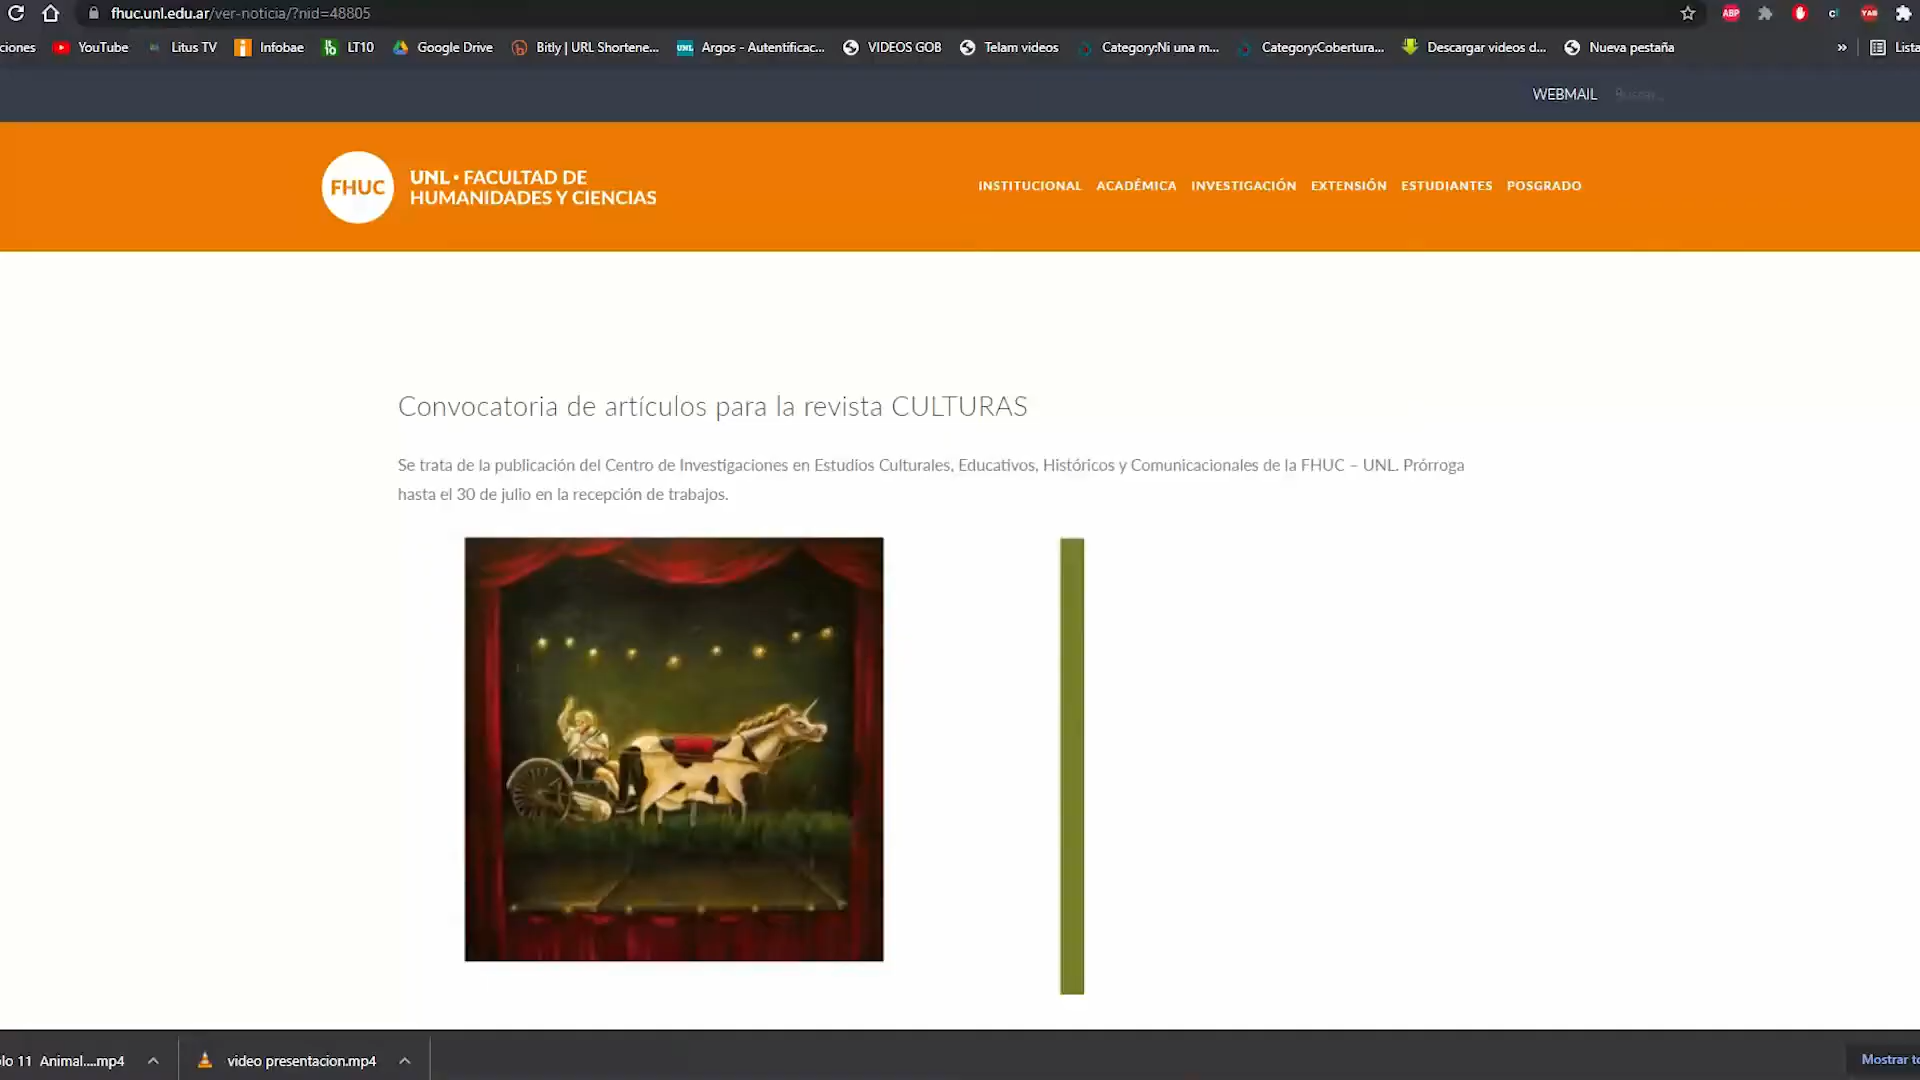 fhuc.unl.edu.ar/ver-noticia/?nid=48805
ciones YouTube Litus TV Infobae LT10 Google Drive Bitly | URL Shortene... UNL Argos - Autentificac... VIDEOS GOB Telam videos Category:Ni una m... Category:Cobertura... Descargar videos d... Nueva pestaña » Lista
WEBMAIL Buscar...
FHUC
UNL • FACULTAD DE
HUMANIDADES Y CIENCIAS
INSTITUCIONAL ACADÉMICA INVESTIGACIÓN EXTENSIÓN ESTUDIANTES POSGRADO
Convocatoria de artículos para la revista CULTURAS
Se trata de la publicación del Centro de Investigaciones en Estudios Culturales, Educativos, Históricos y Comunicacionales de la FHUC – UNL. Prórroga
hasta el 30 de julio en la recepción de trabajos.
olo 11 Animal....mp4 video presentacion.mp4 Mostrar to